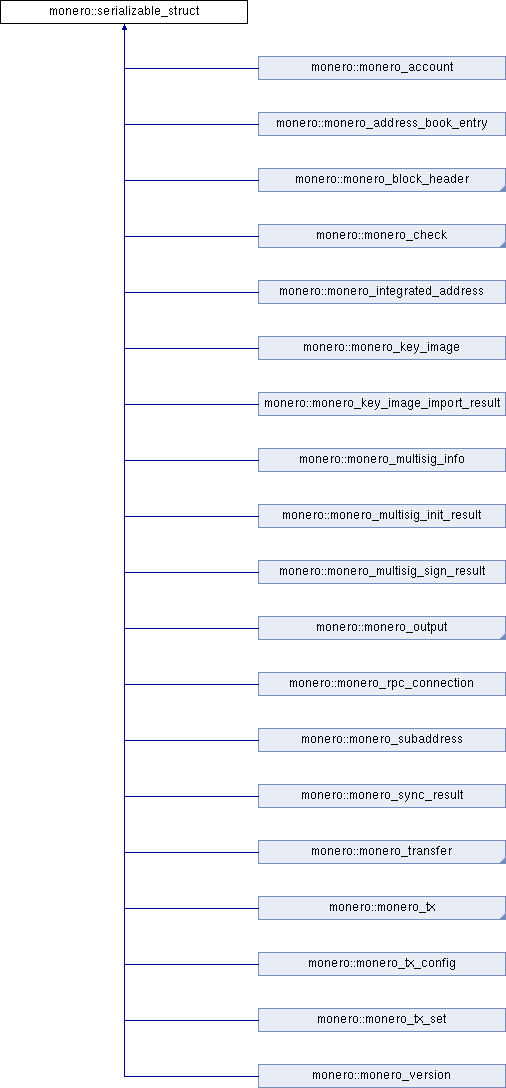 monero::serializable_struct
monero::monero_account
monero::monero_address_book_entry
monero::monero_block_header
monero::monero_check
monero::monero_integrated_address
monero::monero_key_image
monero::monero_key_image_import_result
monero::monero_multisig_info
monero::monero_multisig_init_result
monero::monero_multisig_sign_result
monero::monero_output
monero::monero_rpc_connection
monero::monero_subaddress
monero::monero_sync_result
monero::monero_transfer
monero::monero_tx
monero::monero_tx_config
monero::monero_tx_set
monero::monero_version